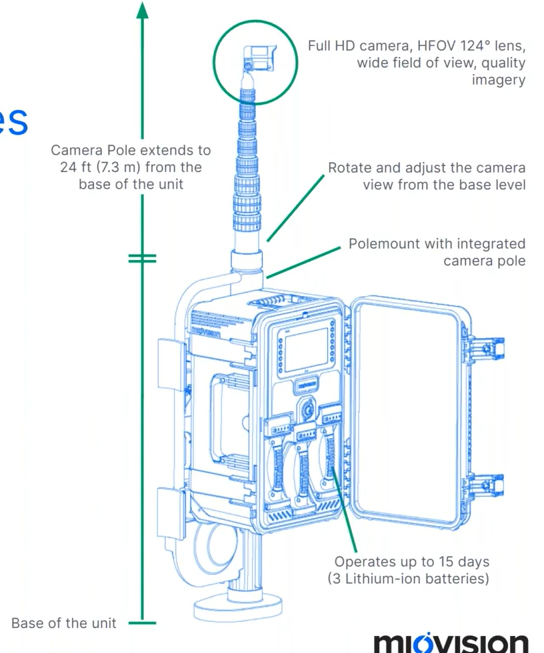 Full HD camera, HFOV 124° lens,
wide field of view, quality
imagery
es
Camera Pole extends to
24 ft (7.3 m) from the
base of the unit
Rotate and adjust the camera
view from the base level
Polemount with integrated
camera pole
miovision
Operates up to 15 days
(3 Lithium-ion batteries)
Base of the unit
miovision